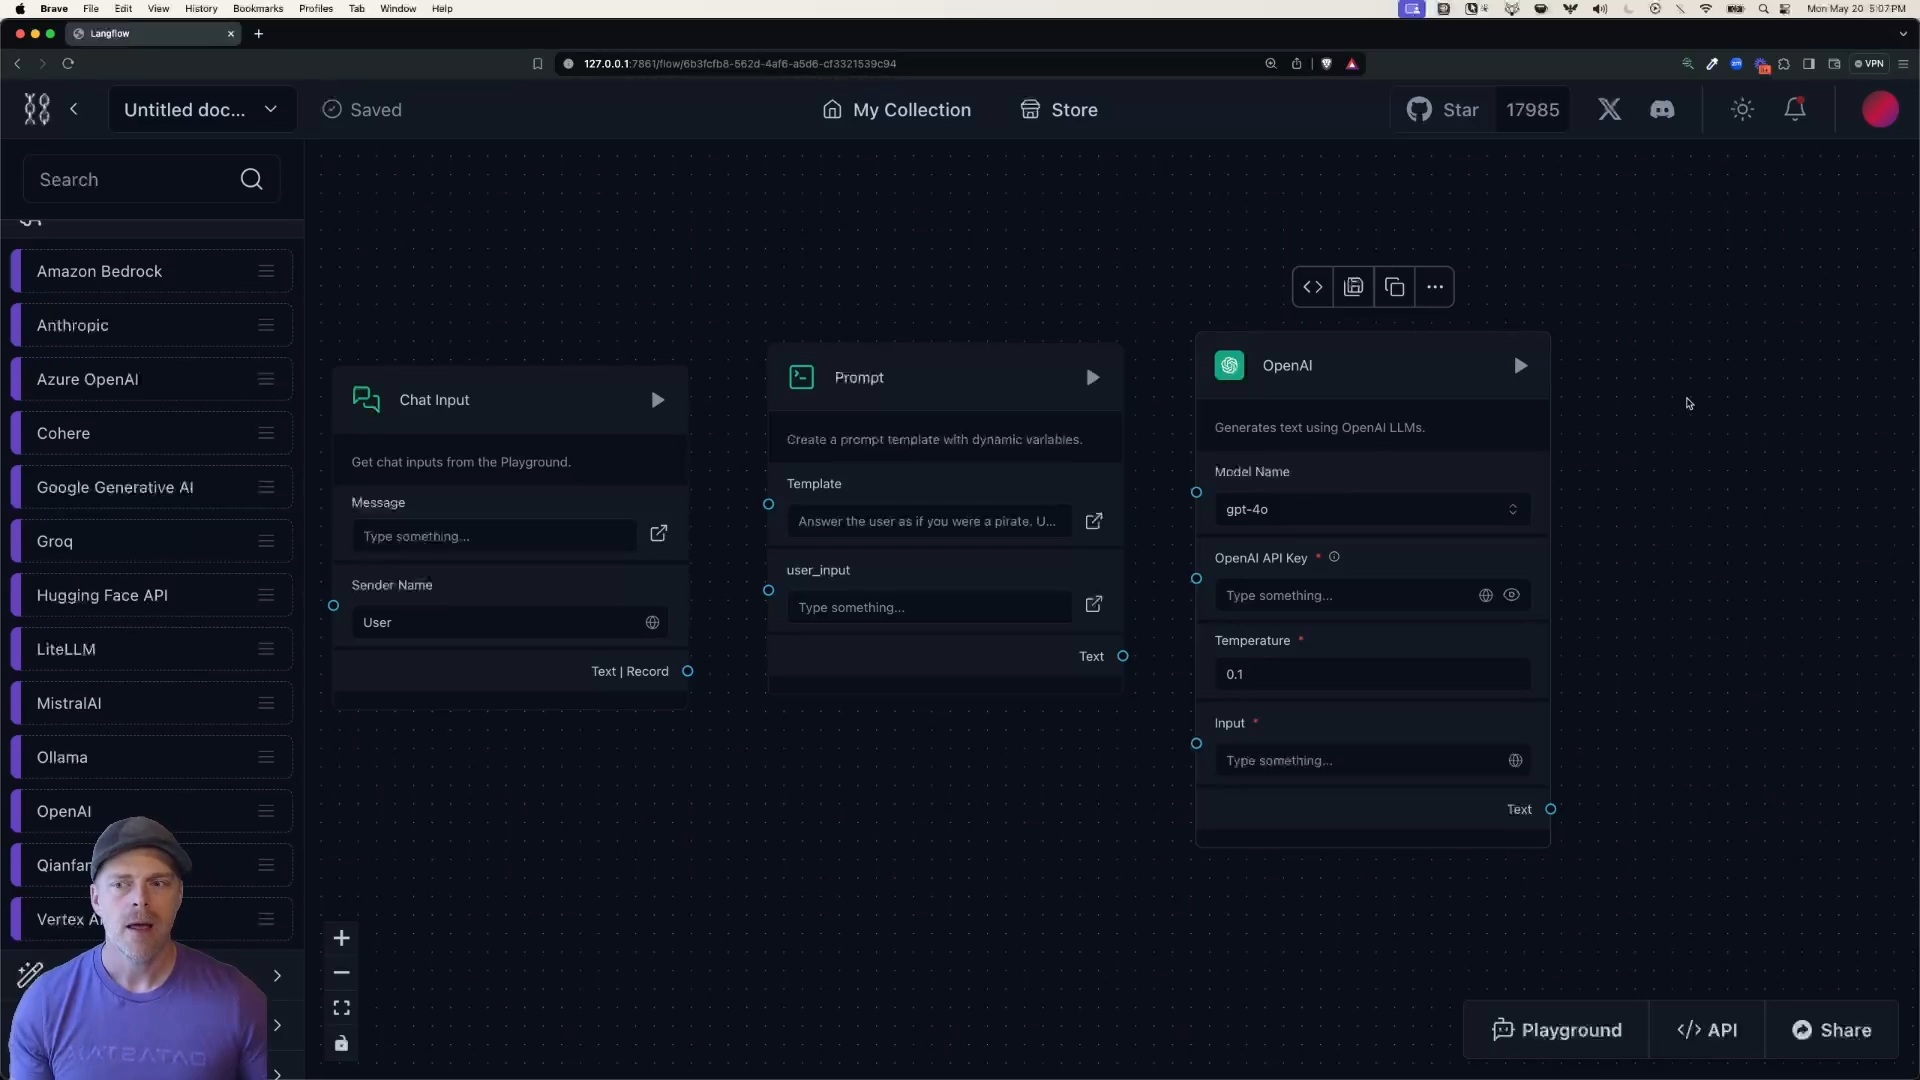 Brave File Edit View History Bookmarks Profiles Tab Window Help
Mon May 20 5:07PM
Langflow
127.0.0.1:7861/flow/6b3fcfb8-562d-4af6-a5d6-cf3321539c94
VPN
Untitled doc...
Saved
My Collection
Store
Star
17985
Search
Amazon Bedrock
Anthropic
Azure OpenAI
Cohere
Google Generative AI
Groq
Hugging Face API
LiteLLM
MistralAI
Ollama
OpenAI
Qianfan
Vertex A
Chat Input
Get chat inputs from the Playground.
Message
Type something...
Sender Name
User
Text | Record
Prompt
Create a prompt template with dynamic variables.
Template
Answer the user as if you were a pirate. U...
user_input
Type something...
Text
OpenAI
Generates text using OpenAI LLMs.
Model Name
gpt-4o
OpenAI API Key *
Type something...
Temperature *
0.1
Input *
Type something...
Text
Playground
API
Share